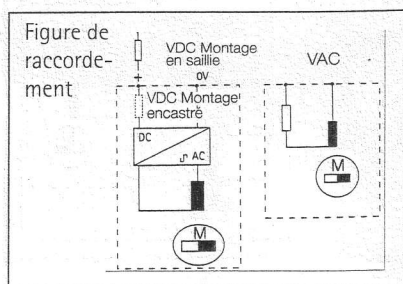 Figure de
raccorde-
ment
VDC Montage
en saillie
+
0V
VDC Montage
encastré
DC
AC
M
VAC
M